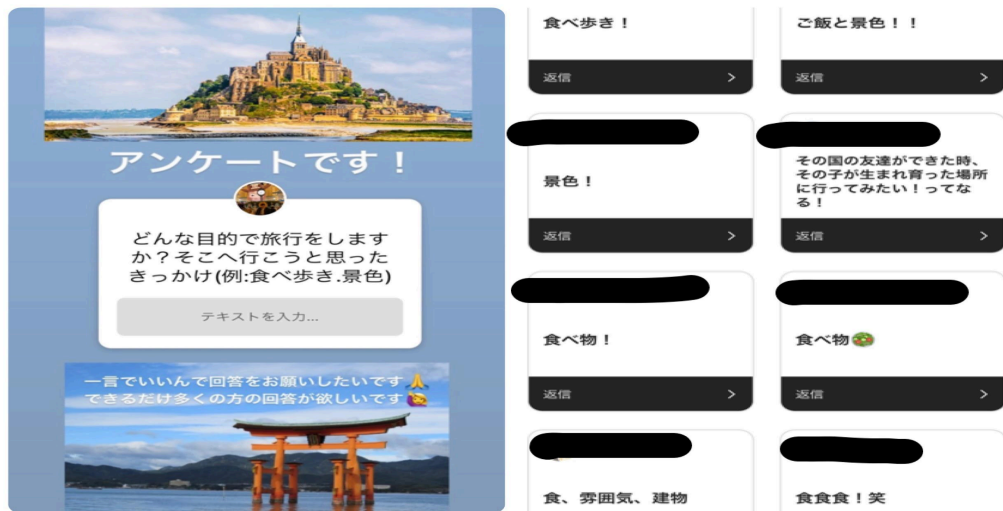 アンケートです！
どんな目的で旅行をします
か？そこへ行こうと思った
きっかけ(例:食べ歩き.景色)
テキストを入力...
一言でいいんで回答をお願いしたいです🙏
できるだけ多くの方の回答が欲しいです🙋
食べ歩き！
返信
ご飯と景色！！
返信
景色！
返信
その国の友達ができた時、
その子が生まれ育った場所
に行ってみたい！ってな
る！
返信
食べ物！
返信
食べ物🥗
返信
食、雰囲気、建物
食食食！笑